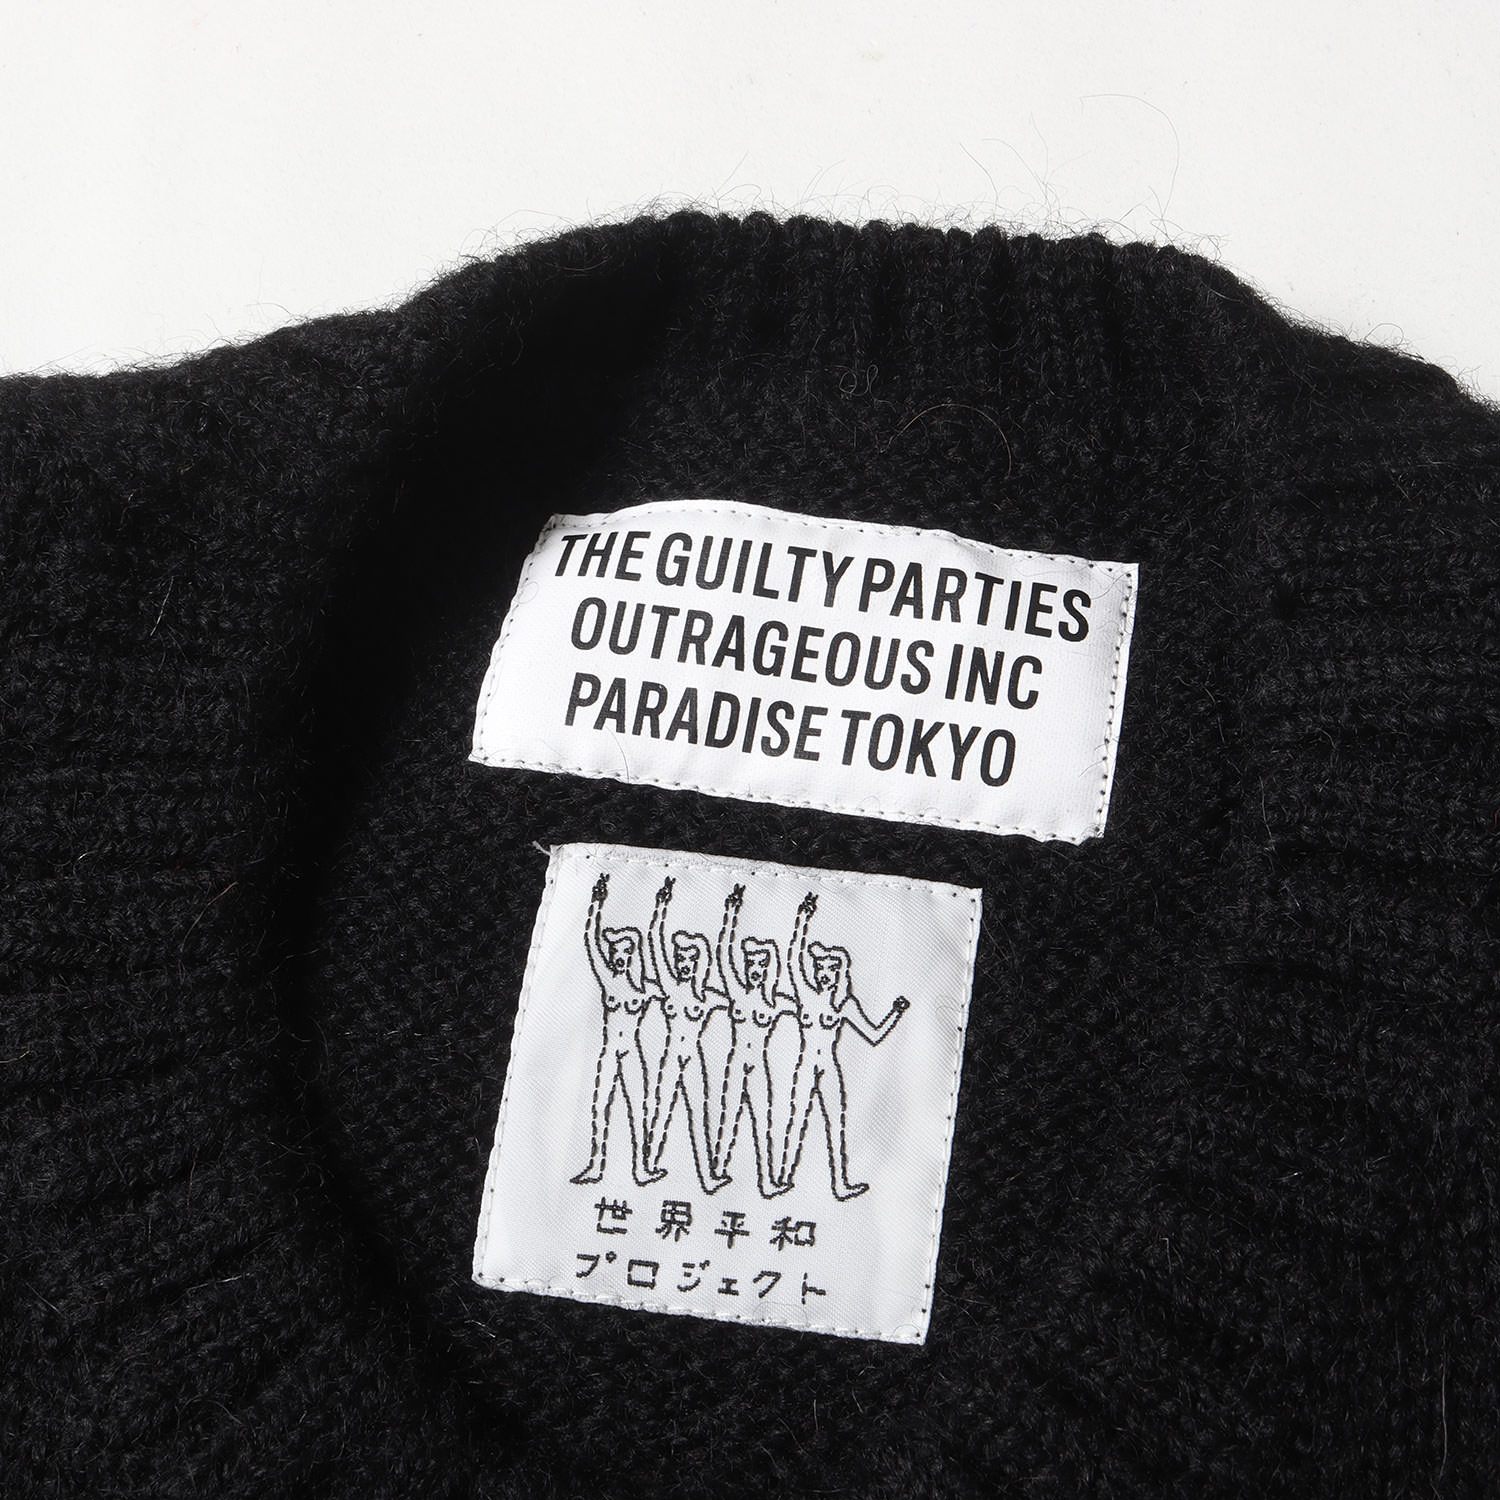 THE GUILTY PARTIES
OUTRAGEOUS INC
PARADISE TOKYO
世界平和
プロジェクト